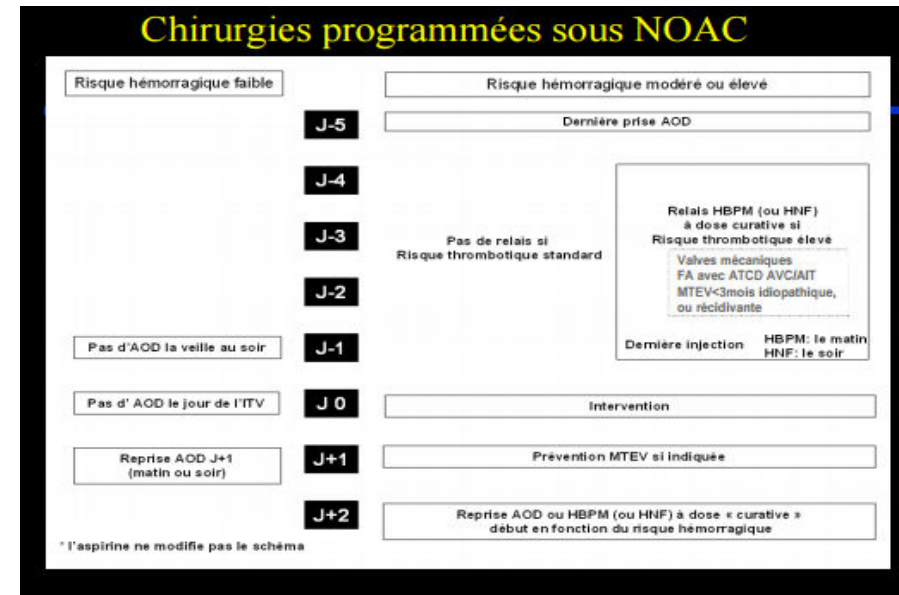 Chirurgies programmées sous NOAC
Risque hémorragique faible
Risque hémorragique modéré ou élevé
J-5
Dernière prise AOD
J-4
J-3
Pas de relais si
Risque thrombotique standard
Relais HBPM (ou HNF)
à dose curative si
Risque thrombotique élevé
Valves mécaniques
FA avec ATCD AVC/AIT
MTEV<3mois idiopathique,
ou récidivante
J-2
Pas d'AOD la veille au soir
J-1
Dernière injection
HBPM: le matin
HNF: le soir
Pas d' AOD le jour de l'ITV
J 0
Intervention
Reprise AOD J+1
(matin ou soir)
J+1
Prévention MTEV si indiquée
J+2
Reprise AOD ou HBPM (ou HNF) à dose « curative »
début en fonction du risque hémorragique
* l'aspirine ne modifie pas le schéma